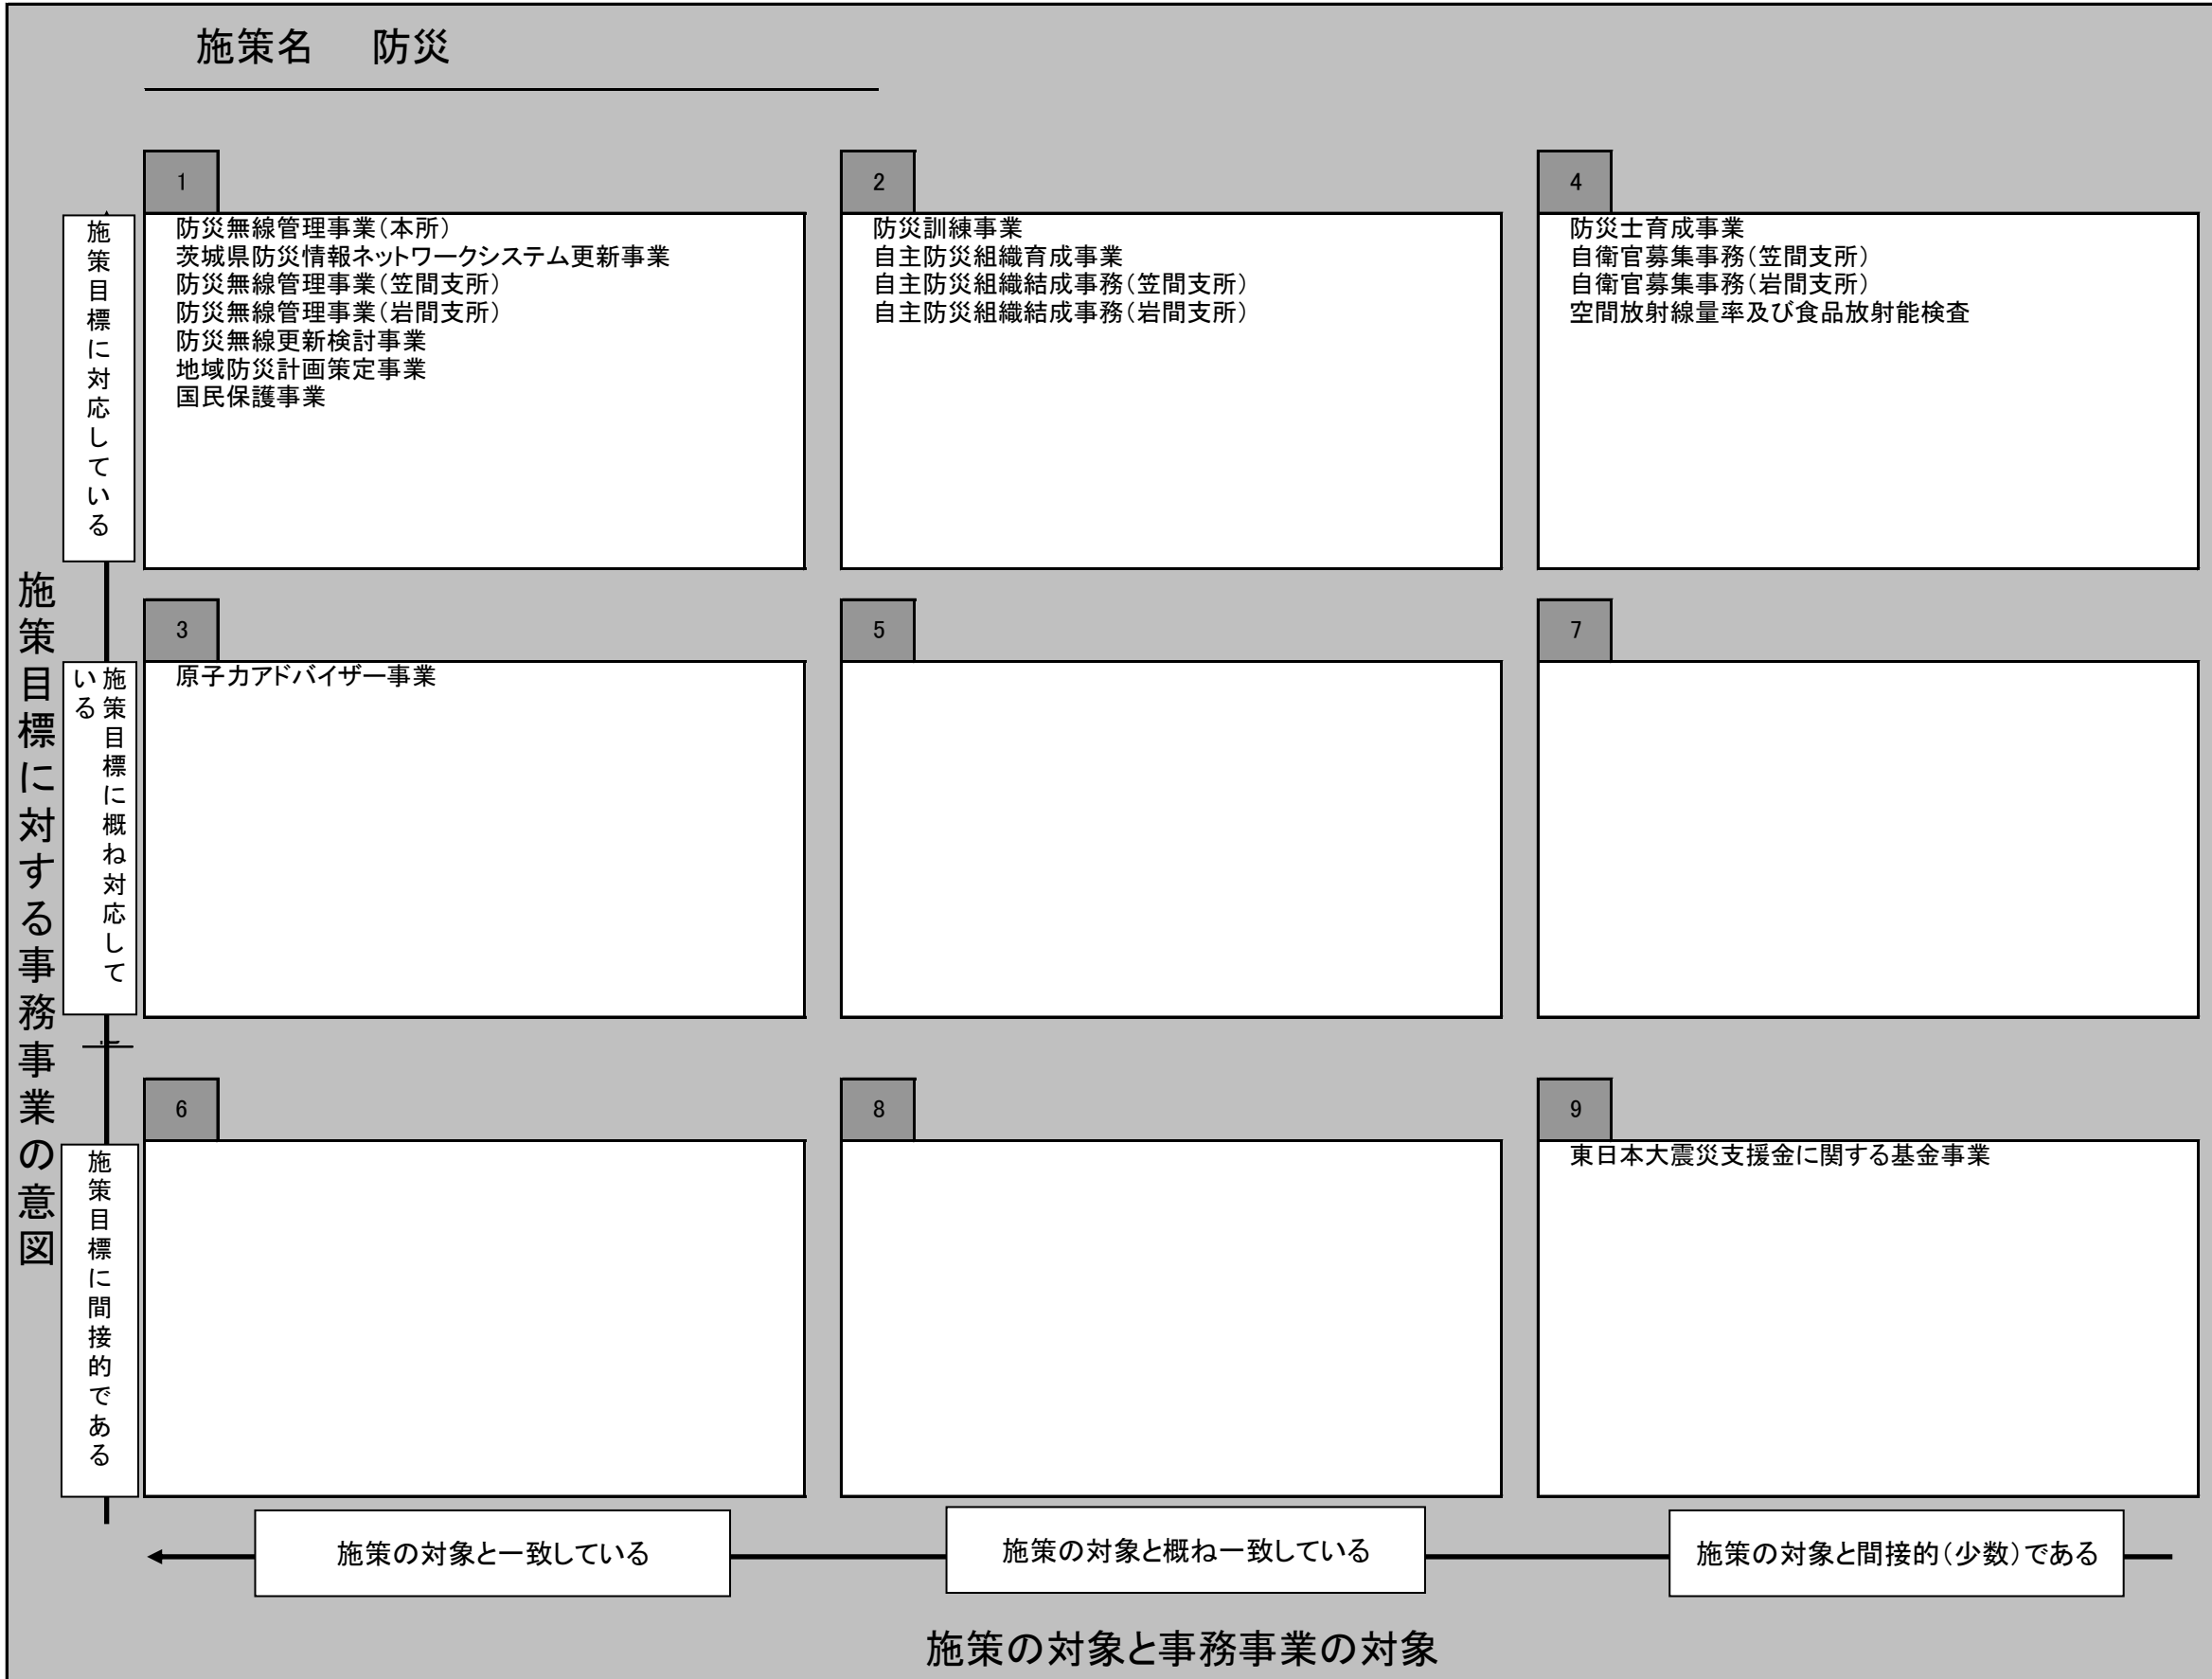 施策名　防災
施策目標に対する事務事業の意図
施策目標に対応している
1
防災無線管理事業（本所）
茨城県防災情報ネットワークシステム更新事業
防災無線管理事業（笠間支所）
防災無線管理事業（岩間支所）
防災無線更新検討事業
地域防災計画策定事業
国民保護事業
2
防災訓練事業
自主防災組織育成事業
自主防災組織結成事務（笠間支所）
自主防災組織結成事務（岩間支所）
4
防災士育成事業
自衛官募集事務（笠間支所）
自衛官募集事務（岩間支所）
空間放射線量率及び食品放射能検査
施策目標に概ね対応して
いる
3
原子力アドバイザー事業
5
7
施策目標に間接的である
6
8
9
東日本大震災支援金に関する基金事業
施策の対象と一致している
施策の対象と概ね一致している
施策の対象と間接的（少数）である
施策の対象と事務事業の対象